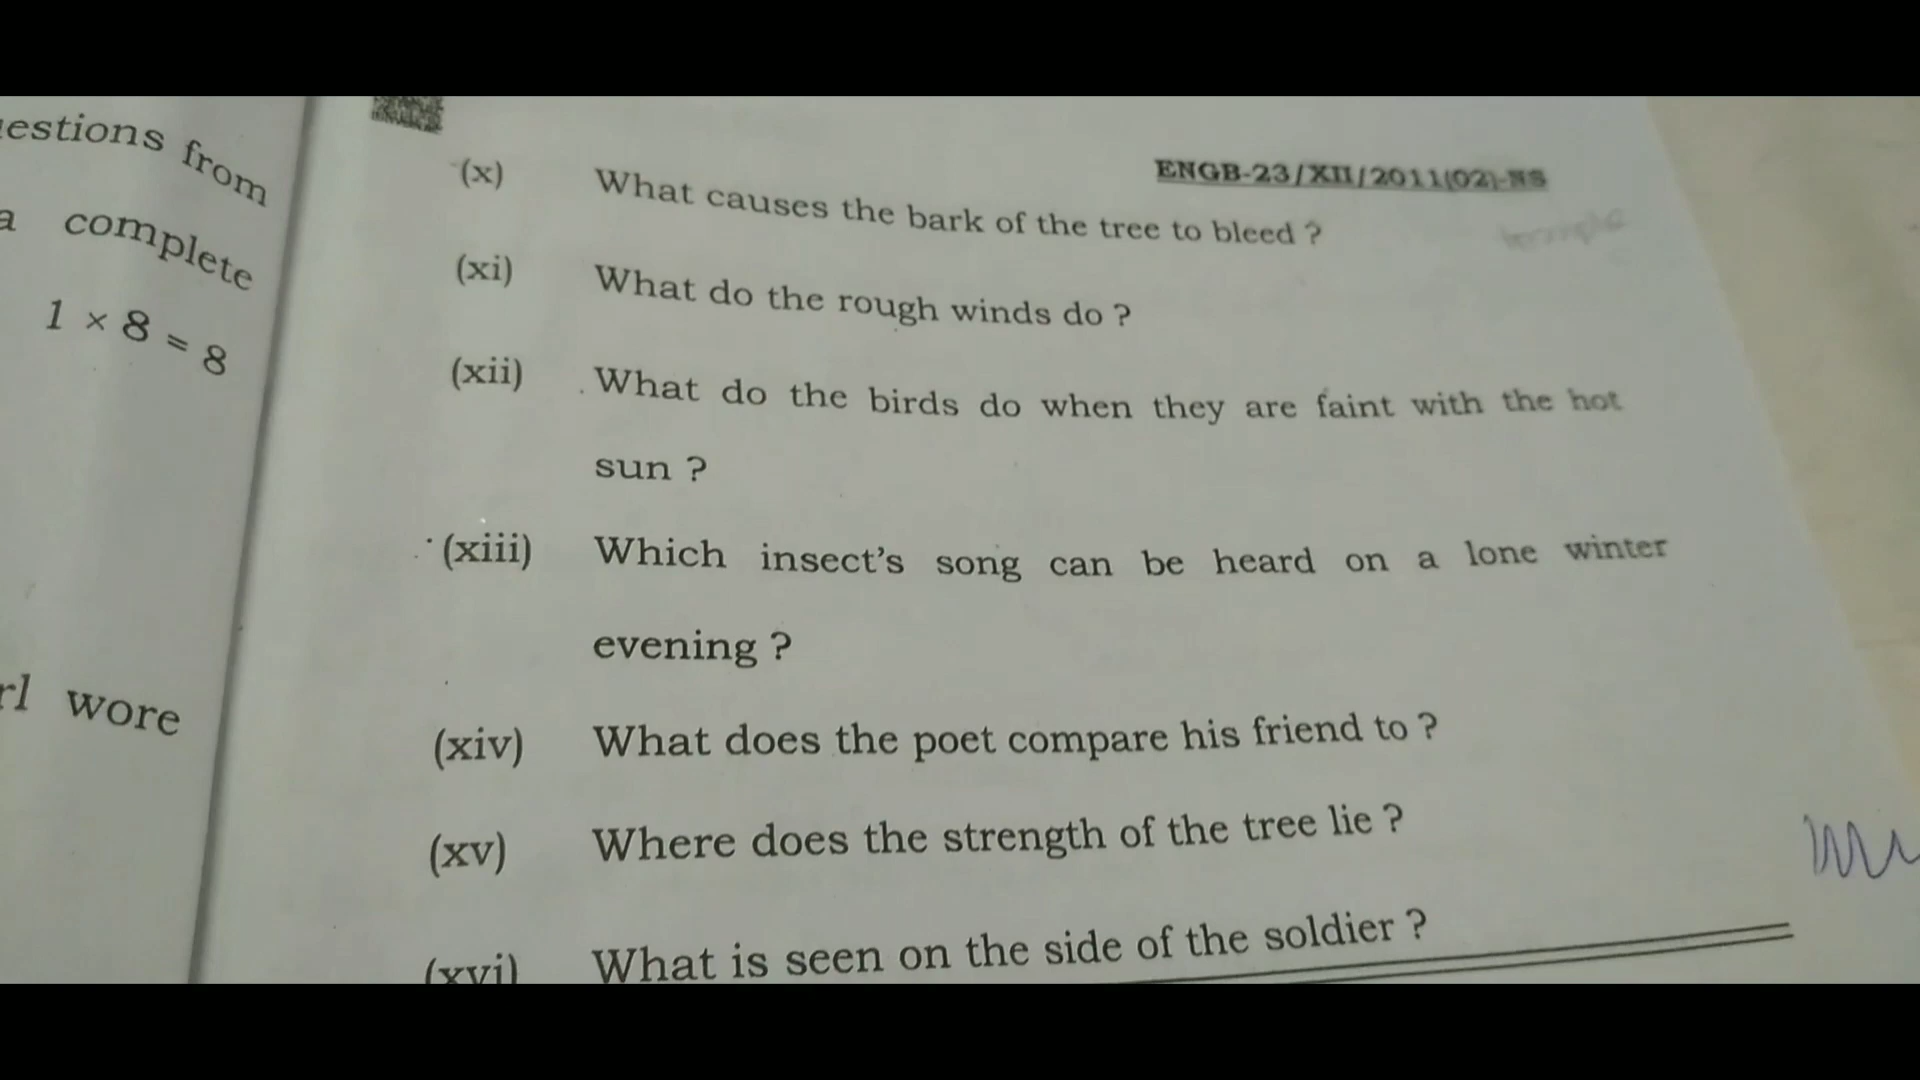 estions from
a complete
1 × 8 = 8
rl wore
ENGB-23/XII/2011(02)-NS
(x) What causes the bark of the tree to bleed ?
(xi) What do the rough winds do ?
(xii) What do the birds do when they are faint with the hot
sun ?
(xiii) Which insect's song can be heard on a lone winter
evening ?
(xiv) What does the poet compare his friend to ?
(xv) Where does the strength of the tree lie ?
(xvi) What is seen on the side of the soldier ?